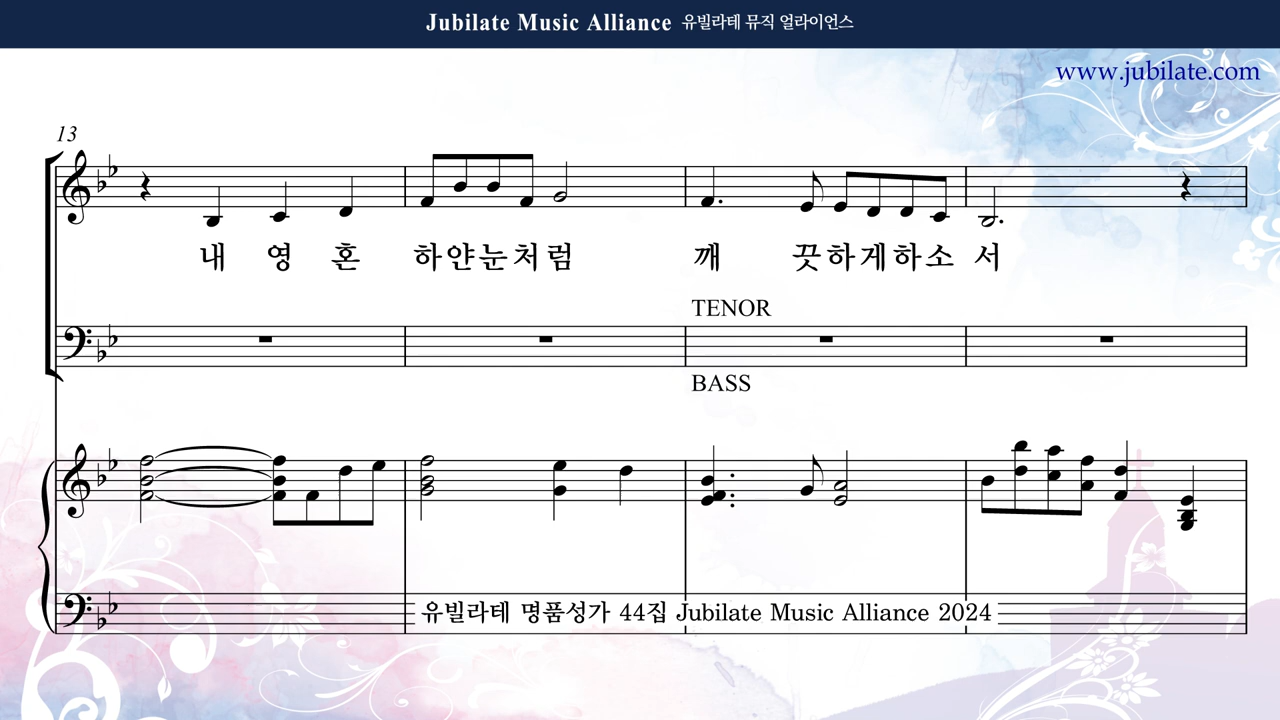 Jubilate Music Alliance 유빌라테 뮤직 얼라이언스
www.jubilate.com
13
내 영 혼 하얀눈처럼 깨 끗하게하소 서
TENOR
BASS
유빌라테 명품성가 44집 Jubilate Music Alliance 2024